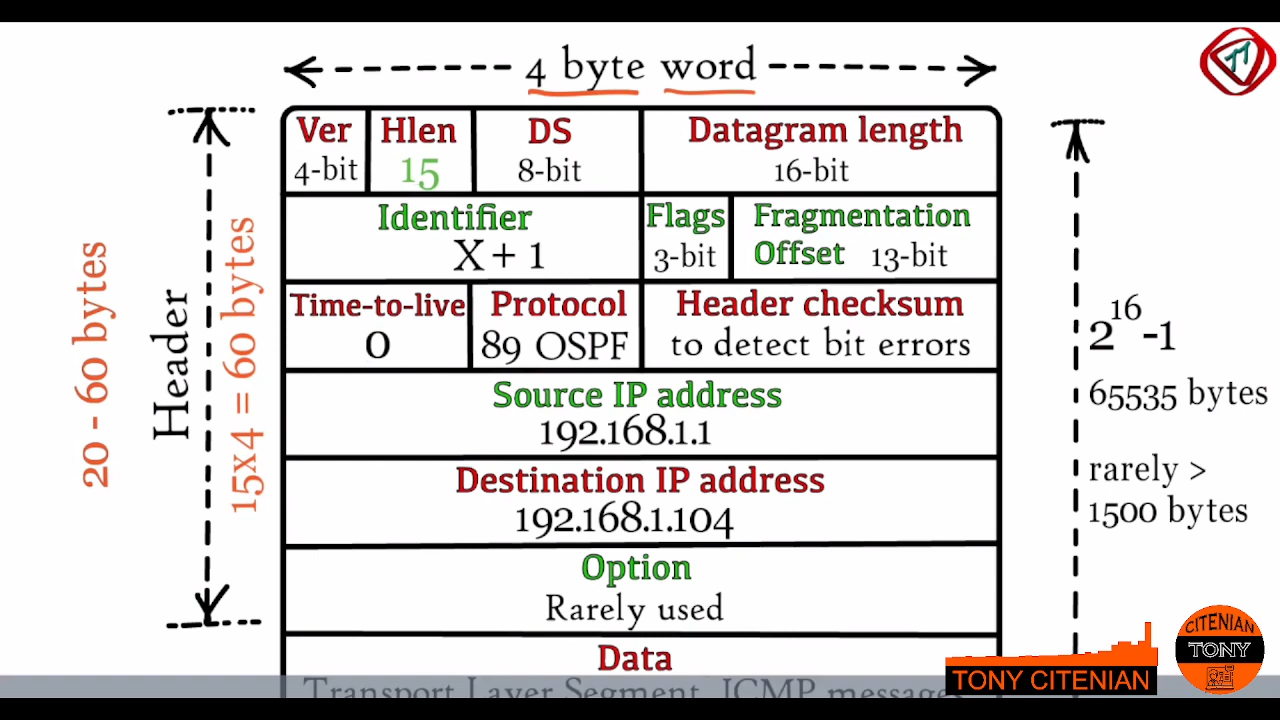 4 byte word
Ver
4-bit
Hlen
15
DS
8-bit
Datagram length
16-bit
Identifier
X + 1
Flags
3-bit
Fragmentation
Offset 13-bit
Time-to-live
0
Protocol
89 OSPF
Header checksum
to detect bit errors
Source IP address
192.168.1.1
Destination IP address
192.168.1.104
Option
Rarely used
Data
Transport Layer Segment, ICMP message
20 - 60 bytes
Header
15x4 = 60 bytes
2^16-1
65535 bytes
rarely >
1500 bytes
TONY CITENIAN
CITENIAN
TONY